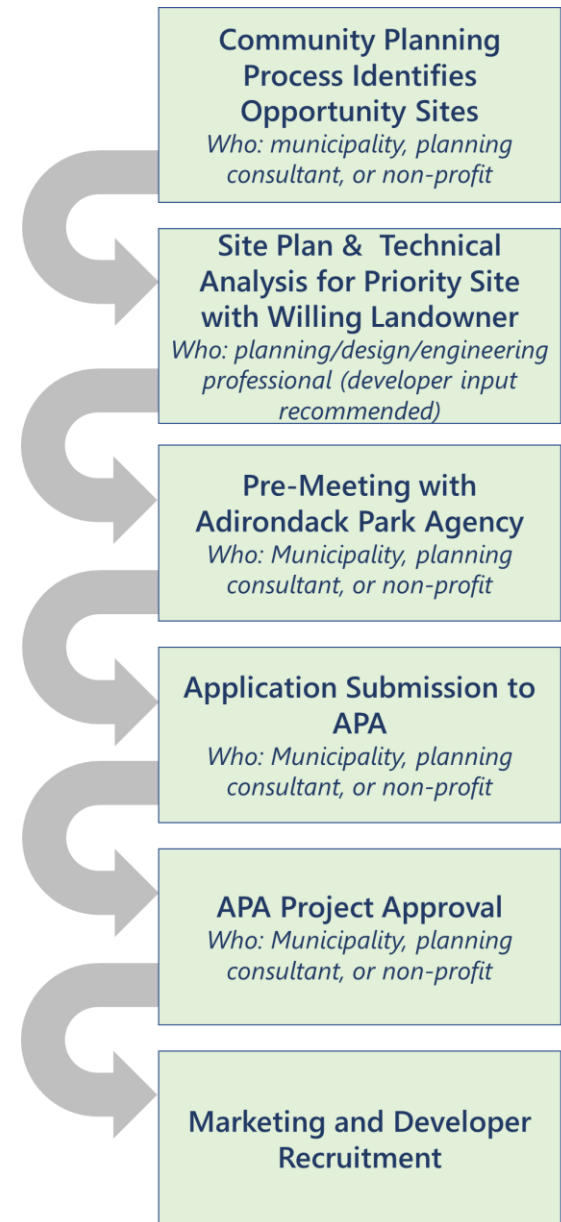 Community Planning
Process Identifies
Opportunity Sites
Who: municipality, planning
consultant, or non-profit
Site Plan & Technical
Analysis for Priority Site
with Willing Landowner
Who: planning/design/engineering
professional (developer input
recommended)
Pre-Meeting with
Adirondack Park Agency
Who: Municipality, planning
consultant, or non-profit
Application Submission to
APA
Who: Municipality, planning
consultant, or non-profit
APA Project Approval
Who: Municipality, planning
consultant, or non-profit
Marketing and Developer
Recruitment